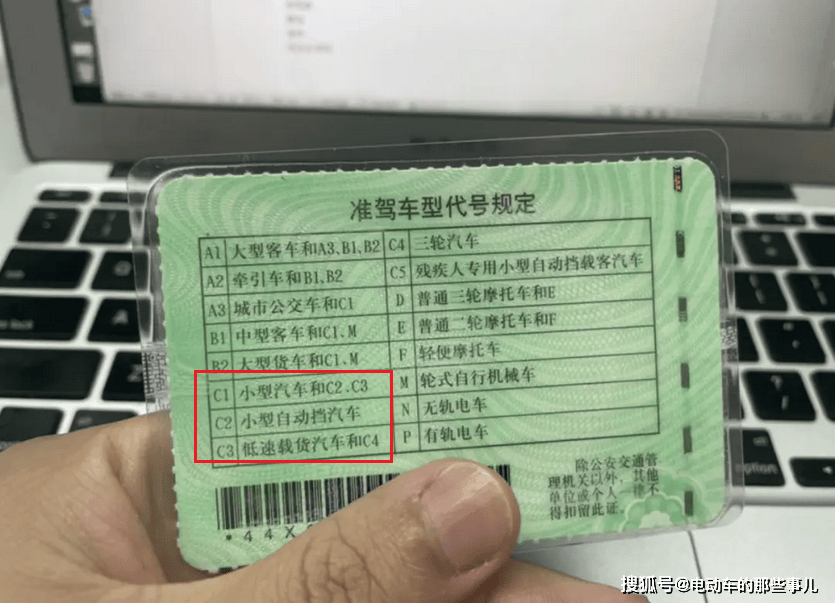 准驾车型代号规定
A1 大型客车和A3、B1、B2 C4 三轮汽车
A2 牵引车和B1、B2 C5 残疾人专用小型自动挡载客汽车
A3 城市公交车和C1 D 普通三轮摩托车和E
B1 中型客车和C1、M E 普通二轮摩托车和F
B2 大型货车和C1、M F 轻便摩托车
C1 小型汽车和C2、C3 M 轮式自行机械车
C2 小型自动挡汽车 N 无轨电车
C3 低速载货汽车和C4 P 有轨电车
除公安交通管
理机关以外，其他
单位或个人一律不
得扣留此证。
*44X
option
搜狐号@电动车的那些事儿